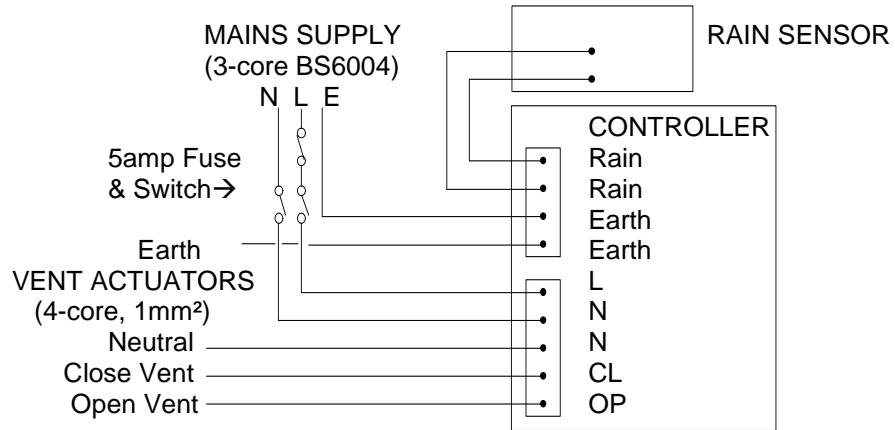 MAINS SUPPLY
(3-core BS6004)
N L E
RAIN SENSOR
5amp Fuse
& Switch→
Earth
VENT ACTUATORS
(4-core, 1mm²)
Neutral
Close Vent
Open Vent
CONTROLLER
Rain
Rain
Earth
Earth
L
N
N
CL
OP